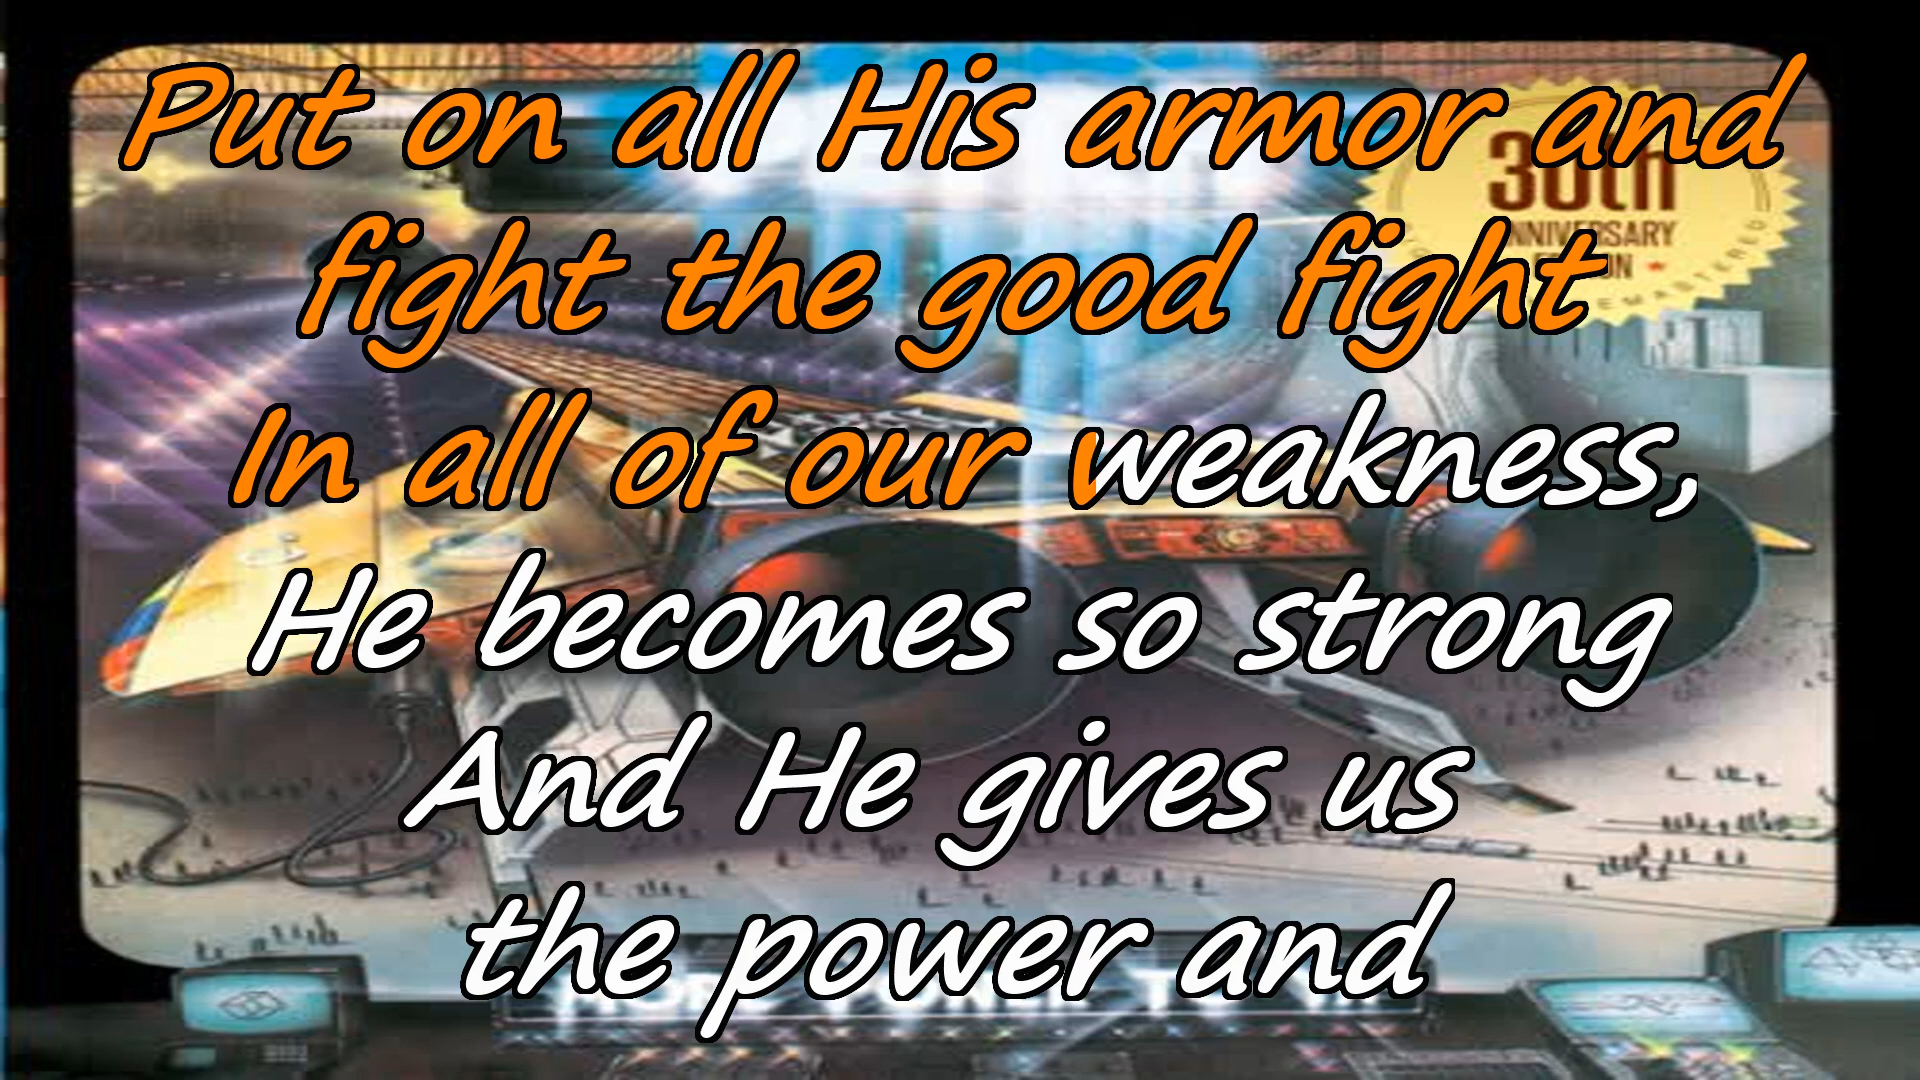 Put on all His armor and
fight the good fight
In all of our weakness,
He becomes so strong
And He gives us
the power and
30th
ANNIVERSARY